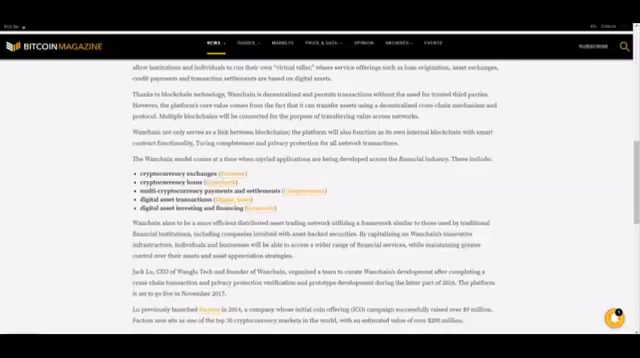 BITCOIN MAGAZINE
NEWS
GUIDES
MARKETS
PRICE & DATA
OPINION
ARCHIVES
EVENTS
SUBSCRIBE
allow institutions and individuals to run their own "virtual teller," where service offerings such as loan origination, asset exchanges,
credit payments and transaction settlements are based on digital assets.
Thanks to blockchain technology, Wanchain is decentralized and permits transactions without the need for trusted third parties.
However, the platform's core value comes from the fact that it can transfer assets using a decentralized cross-chain mechanism and
protocol. Multiple blockchains will be connected for the purpose of transferring value across networks.
Wanchain not only serves as a link between blockchains; the platform will also function as its own internal blockchain with smart
contract functionality, Turing completeness and privacy protection for all network transactions.
The Wanchain model comes at a time when myriad applications are being developed across the financial industry. These include:
cryptocurrency exchanges
cryptocurrency loans
multi-cryptocurrency payments and settlements
digital asset transactions (Digital Asset)
digital asset investing and financing
Wanchain aims to be a more efficient distributed asset trading network utilizing a framework similar to those used by traditional
financial institutions, including companies involved with asset-backed securities. By capitalizing on Wanchain's innovative
infrastructure, individuals and businesses will be able to access a wider range of financial services, while maintaining greater
control over their assets and asset appreciation strategies.
Jack Lu, CEO of Wanglu Tech and founder of Wanchain, organized a team to curate Wanchain's development after completing a
cross-chain transaction and privacy protection verification and prototype development during the latter part of 2016. The platform
is set to go live in November 2017.
Lu previously launched Factom in 2014, a company whose initial coin offering (ICO) campaign successfully raised over $9 million.
Factom now sits as one of the top 30 cryptocurrency markets in the world, with an estimated value of over $200 million.